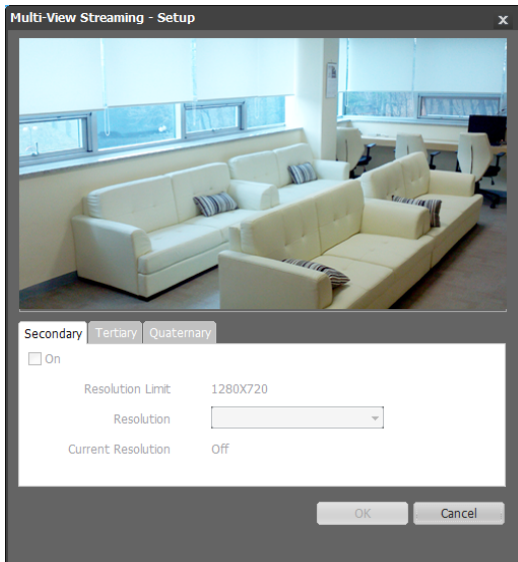 Multi-View Streaming - Setup x
Secondary Tertiary Quaternary
On
Resolution Limit 1280X720
Resolution
Current Resolution Off
OK Cancel